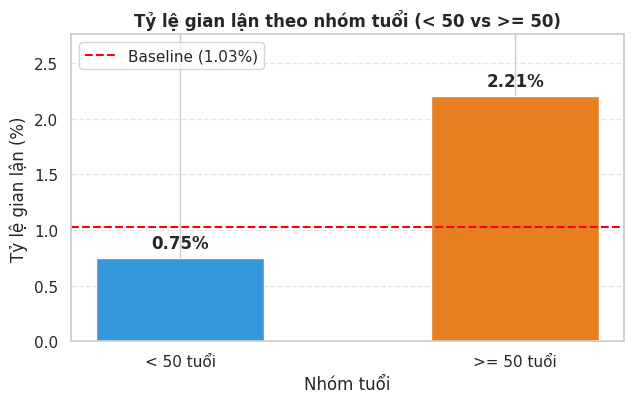 Tỷ lệ gian lận theo nhóm tuổi (< 50 vs >= 50)
Baseline (1.03%)
Tỷ lệ gian lận (%)
2.5
2.0
1.5
1.0
0.5
0.0
0.75%
2.21%
< 50 tuổi
>= 50 tuổi
Nhóm tuổi